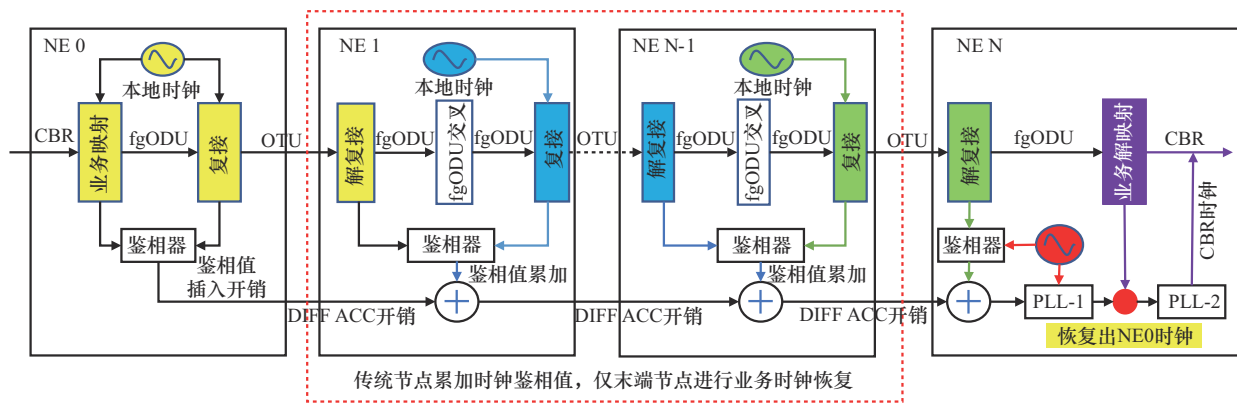 NE 0
本地时钟
CBR
业务映射
fgODU
复接
OTU
鉴相器
鉴相值
插入开销
DIFF ACC开销
NE 1
本地时钟
解复接
fgODU
fgODU交叉
fgODU
复接
OTU
鉴相器
鉴相值累加
DIFF ACC开销
NE N-1
本地时钟
解复接
fgODU
fgODU交叉
fgODU
复接
OTU
鉴相器
鉴相值累加
DIFF ACC开销
NE N
解复接
fgODU
业务解映射
CBR
鉴相器
CBR时钟
PLL-1
PLL-2
恢复出NE0时钟
传统节点累加时钟鉴相值，仅末端节点进行业务时钟恢复